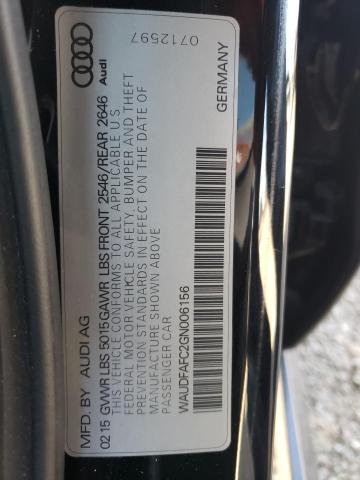 MFD. BY AUDI AG
Audi
02 15 GVWR LBS 5015 GAWR LBS FRONT 2546/REAR 2646
THIS VEHICLE CONFORMS TO ALL APPLICABLE U S
FEDERAL MOTOR VEHICLE SAFETY, BUMPER AND THEFT
PREVENTION STANDARDS IN EFFECT ON THE DATE OF
MANUFACTURE SHOWN ABOVE
PASSENGER CAR
0712597
WAUDFAFC2GN006156
GERMANY